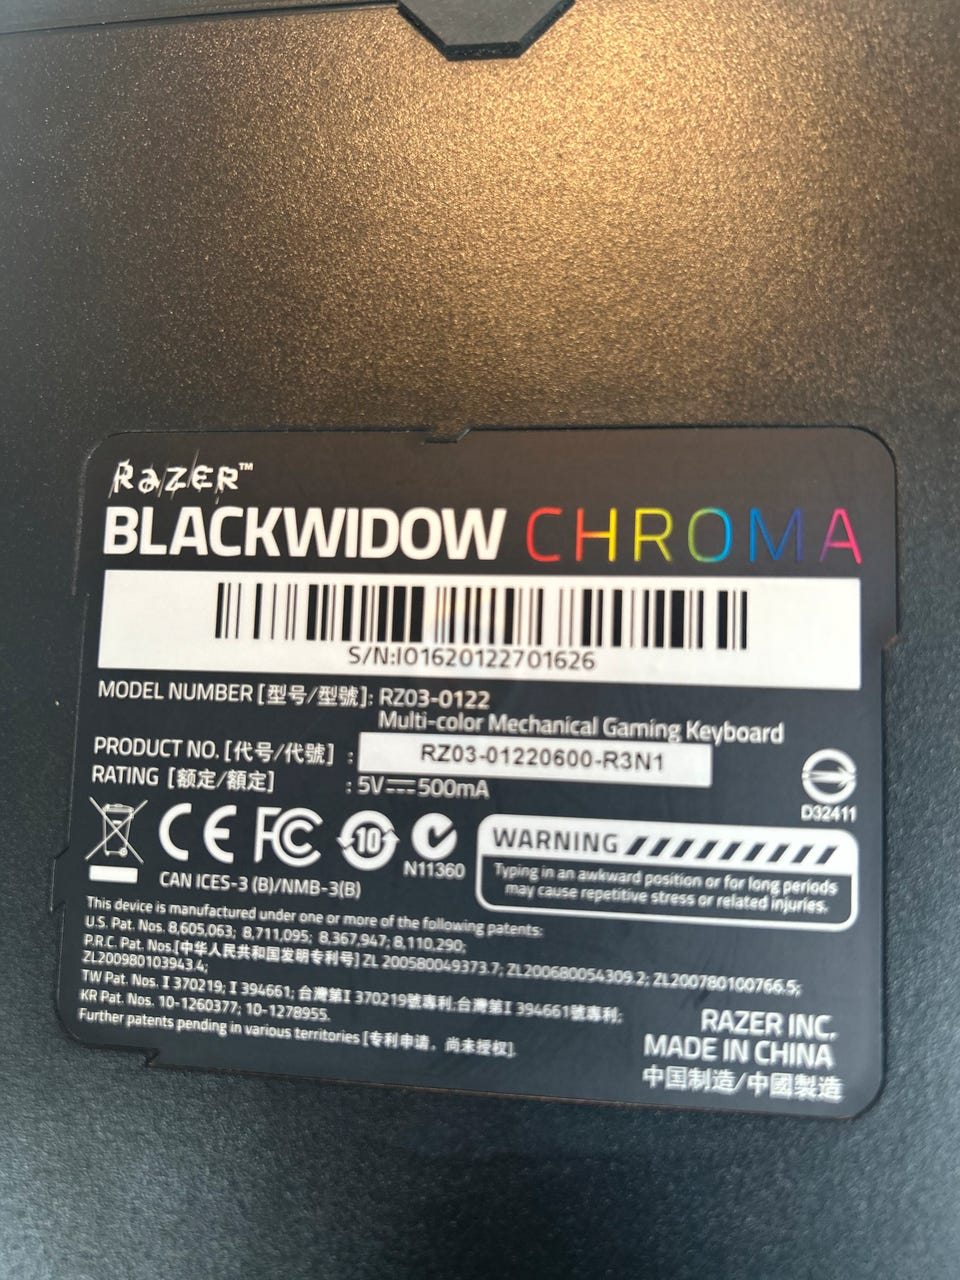 RAZER™
BLACKWIDOW CHROMA
S/N:IO1620122701626
MODEL NUMBER [型号/型號]: RZ03-0122
Multi-color Mechanical Gaming Keyboard
PRODUCT NO. [代号/代號] : RZ03-01220600-R3N1
RATING [额定/額定] : 5V⎓500mA
D32411
CE FC 10
N11360
CAN ICES-3 (B)/NMB-3(B)
WARNING
Typing in an awkward position or for long periods
may cause repetitive stress or related injuries.
This device is manufactured under one or more of the following patents:
U.S. Pat. Nos. 8,605,063; 8,711,095; 8,367,947; 8,110,290;
P.R.C. Pat. Nos.[中华人民共和国发明专利号] ZL 200580049373.7; ZL200680054309.2; ZL200780100766.5;
ZL200980103943.4;
TW Pat. Nos. I 370219; I 394661; 台灣第I 370219號專利;台灣第I 394661號專利;
KR Pat. Nos. 10-1260377; 10-1278955.
Further patents pending in various territories [专利申请，尚未授权].
RAZER INC.
MADE IN CHINA
中国制造/中國製造